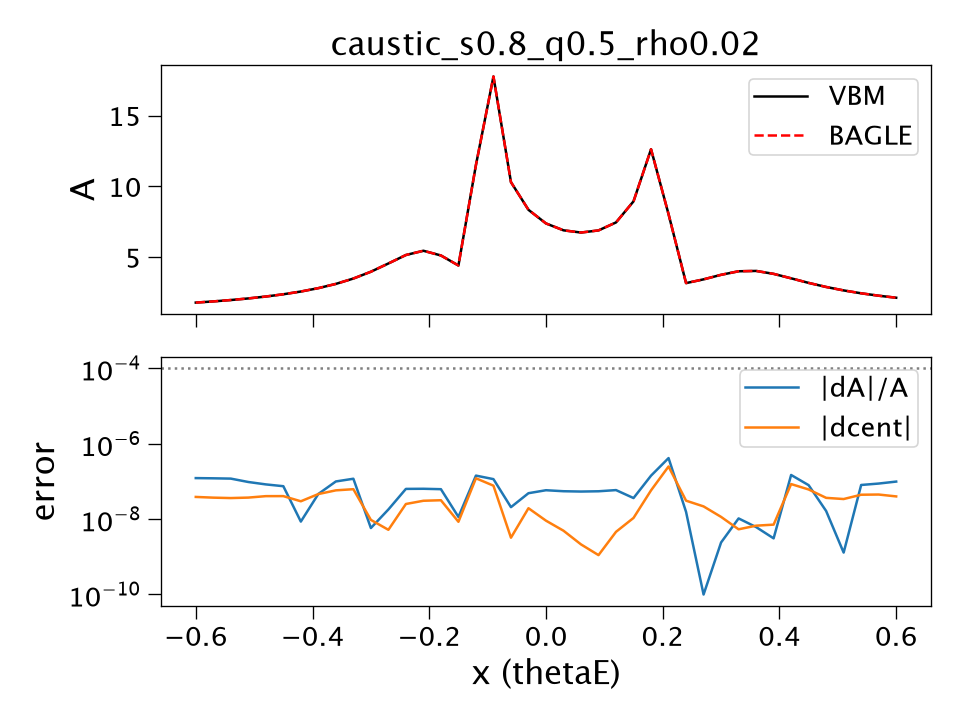 caustic_s0.8_q0.5_rho0.02
A
15
10
5
VBM
BAGLE
error
10⁻⁴
10⁻⁶
10⁻⁸
10⁻¹⁰
|dA|/A
|dcent|
−0.6 −0.4 −0.2 0.0 0.2 0.4 0.6
x (thetaE)